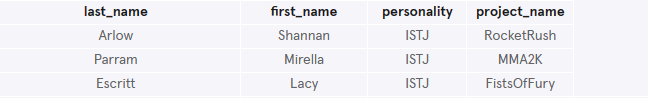 last_name first_name personality project_name
Arlow Shannan ISTJ RocketRush
Parram Mirella ISTJ MMA2K
Escritt Lacy ISTJ FistsOfFury